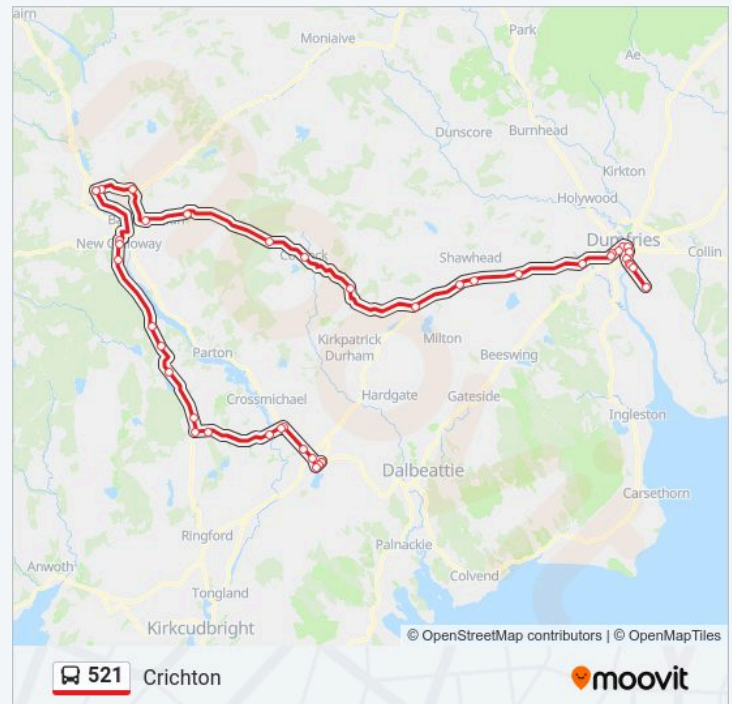 airn
Moniaive
Park
Ae
Dunscore
Burnhead
Kirkton
Holywood
Dumfries
New Galloway
Shawhead
Collin
Parton
Kirkpatrick
Durham
Milton
Beeswing
Crossmichael
Hardgate
Gateside
Ingleston
Dalbeattie
Carsethorn
Ringford
Palnackie
Anwoth
Colvend
Tongland
Kirkcudbright
© OpenStreetMap contributors | © OpenMapTiles
521 Crichton
moovit